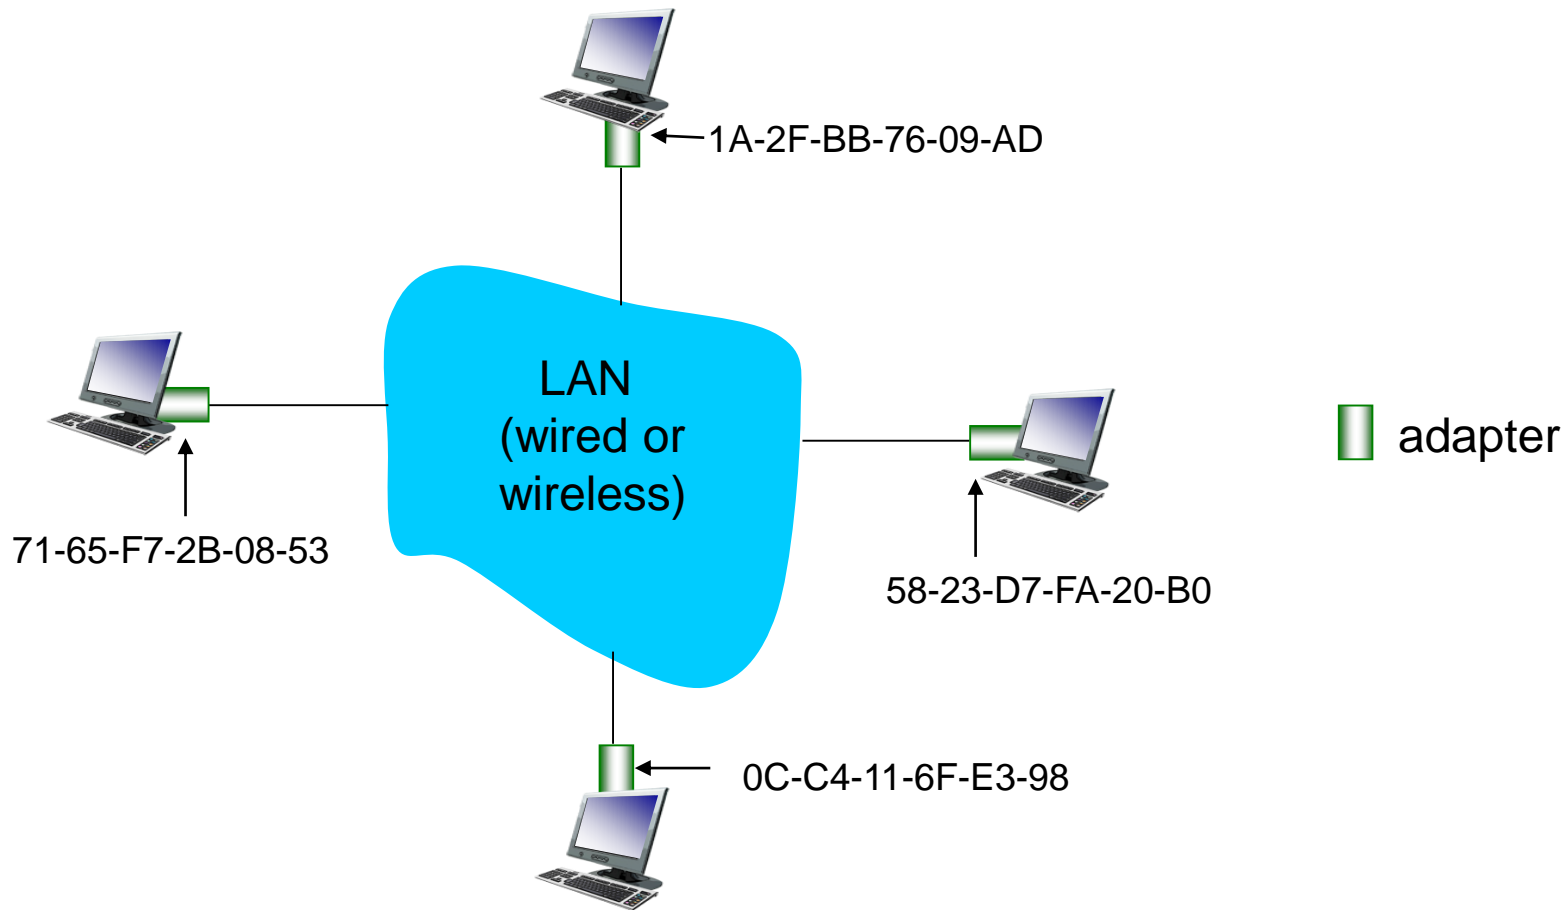 1A-2F-BB-76-09-AD
LAN
(wired or
wireless)
adapter
71-65-F7-2B-08-53
58-23-D7-FA-20-B0
0C-C4-11-6F-E3-98